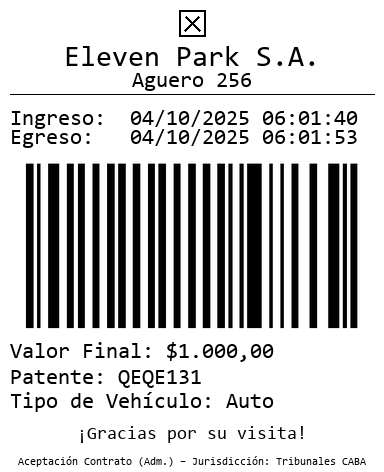 Eleven Park S.A.
Aguero 256
Ingreso: 04/10/2025 06:01:40
Egreso: 04/10/2025 06:01:53
Valor Final: $1.000,00
Patente: QEQE131
Tipo de Vehículo: Auto
¡Gracias por su visita!
Aceptación Contrato (Adm.) – Jurisdicción: Tribunales CABA